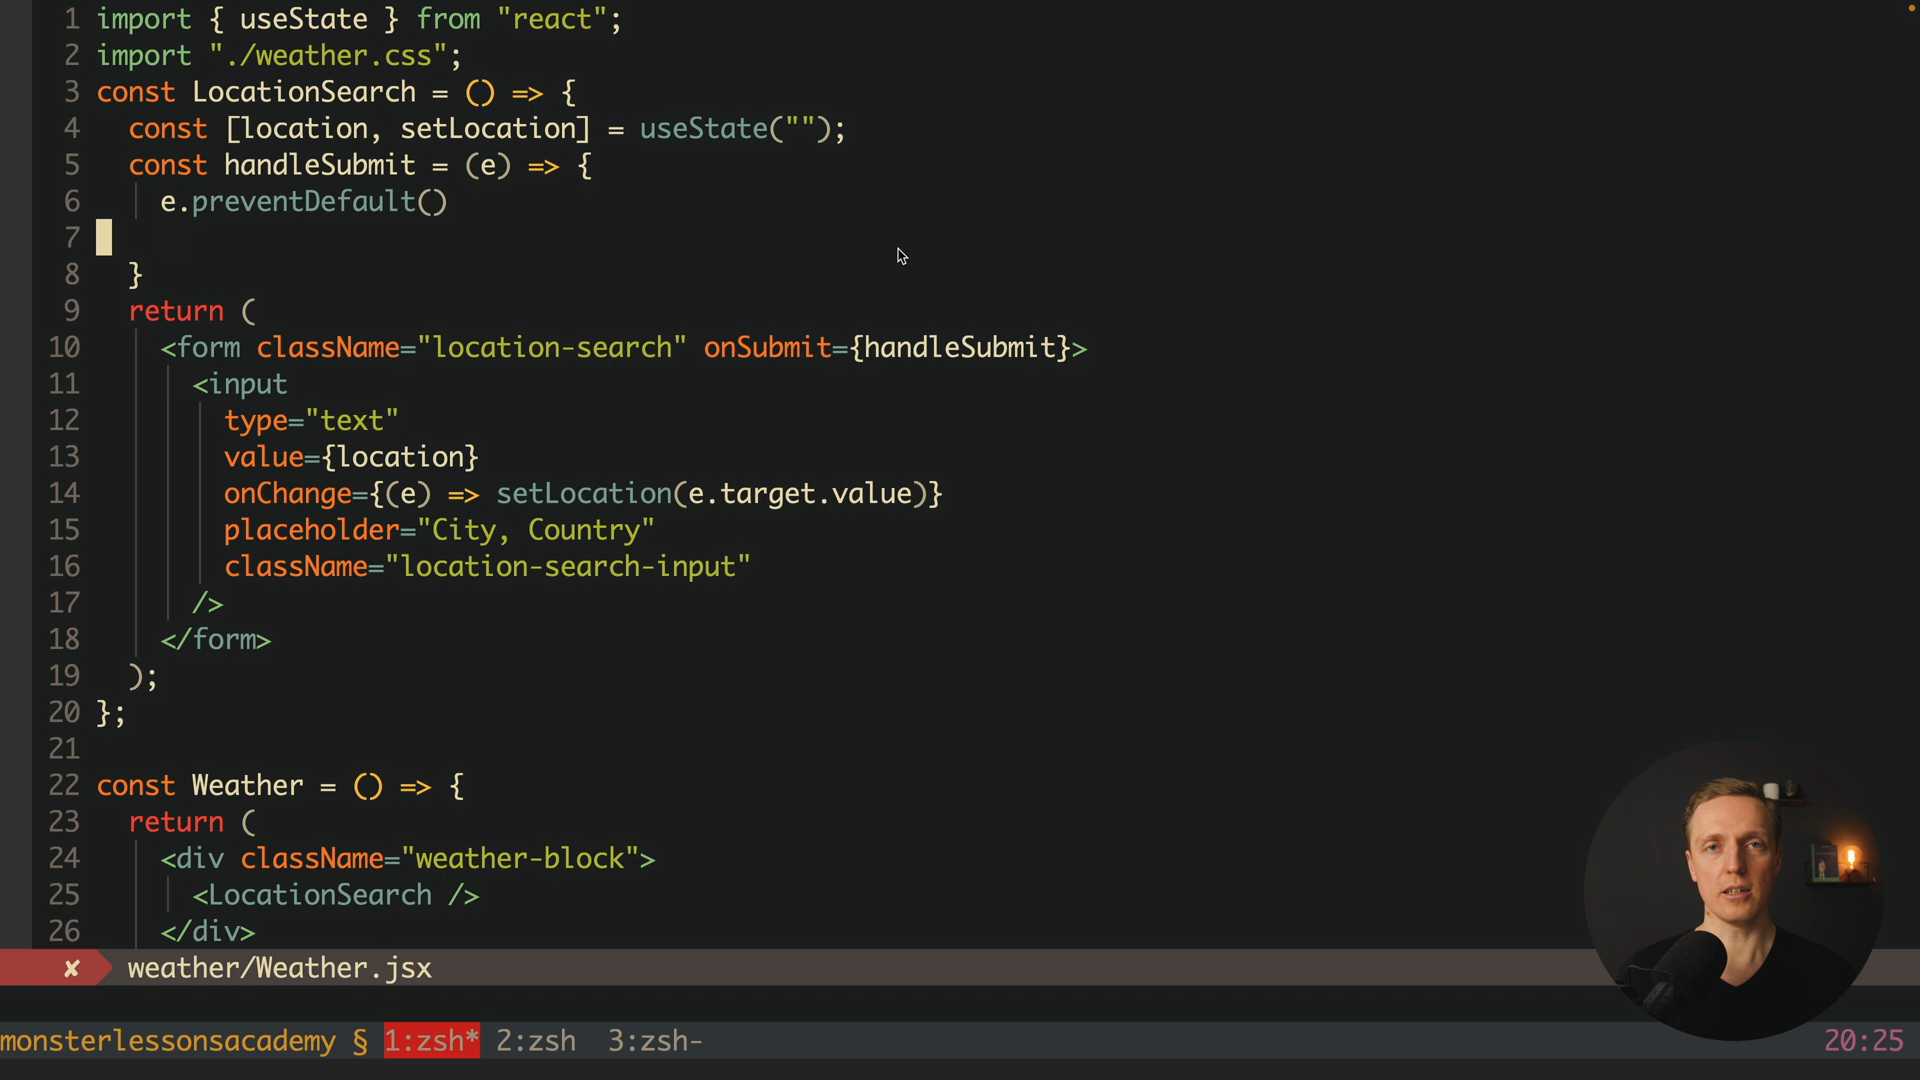 1 import { useState } from "react";
2 import "./weather.css";
3 const LocationSearch = () => {
4   const [location, setLocation] = useState("");
5   const handleSubmit = (e) => {
6     e.preventDefault()
7
8   }
9   return (
10     <form className="location-search" onSubmit={handleSubmit}>
11       <input
12         type="text"
13         value={location}
14         onChange={(e) => setLocation(e.target.value)}
15         placeholder="City, Country"
16         className="location-search-input"
17       />
18     </form>
19   );
20 };
21
22 const Weather = () => {
23   return (
24     <div className="weather-block">
25       <LocationSearch />
26     </div>
✘ weather/Weather.jsx
monsterlessonsacademy § 1:zsh* 2:zsh 3:zsh- 20:25